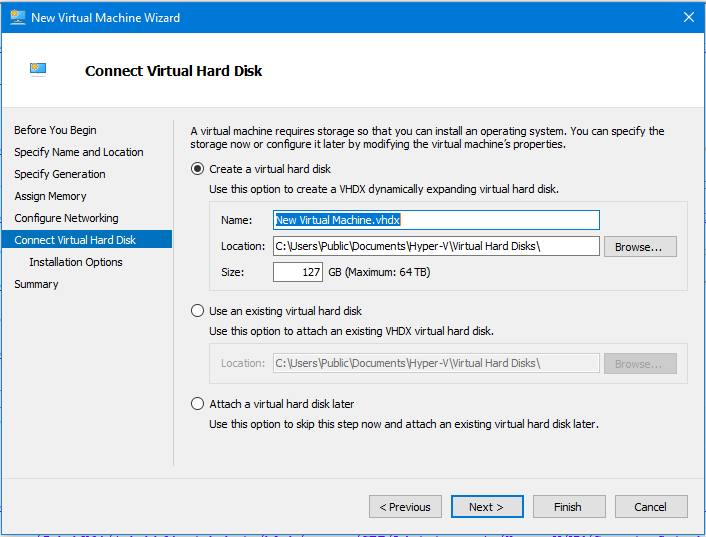 New Virtual Machine Wizard
Connect Virtual Hard Disk
Before You Begin
Specify Name and Location
Specify Generation
Assign Memory
Configure Networking
Connect Virtual Hard Disk
Installation Options
Summary
A virtual machine requires storage so that you can install an operating system. You can specify the
storage now or configure it later by modifying the virtual machine's properties.
Create a virtual hard disk
Use this option to create a VHDX dynamically expanding virtual hard disk.
Name: New Virtual Machine.vhdx
Location: C:\Users\Public\Documents\Hyper-V\Virtual Hard Disks\ Browse...
Size: 127 GB (Maximum: 64 TB)
Use an existing virtual hard disk
Use this option to attach an existing VHDX virtual hard disk.
Location: C:\Users\Public\Documents\Hyper-V\Virtual Hard Disks\ Browse...
Attach a virtual hard disk later
Use this option to skip this step now and attach an existing virtual hard disk later.
< Previous Next > Finish Cancel